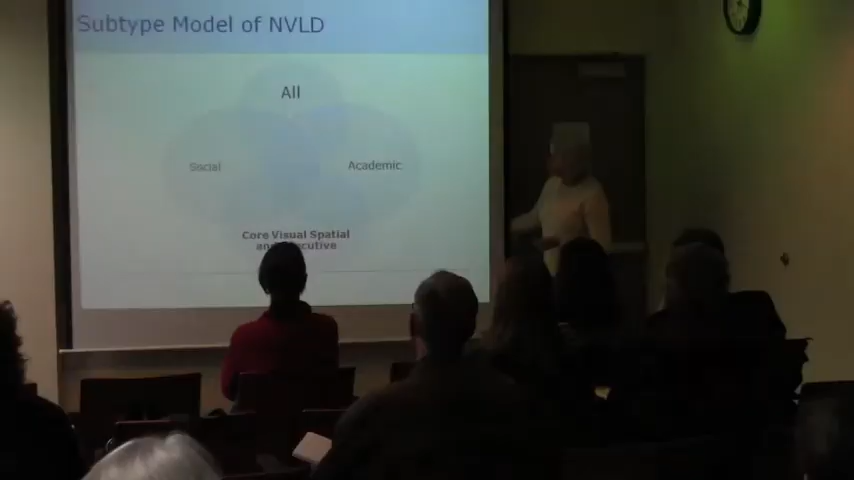 Subtype Model of NVLD
All
Social
Academic
Core Visual Spatial